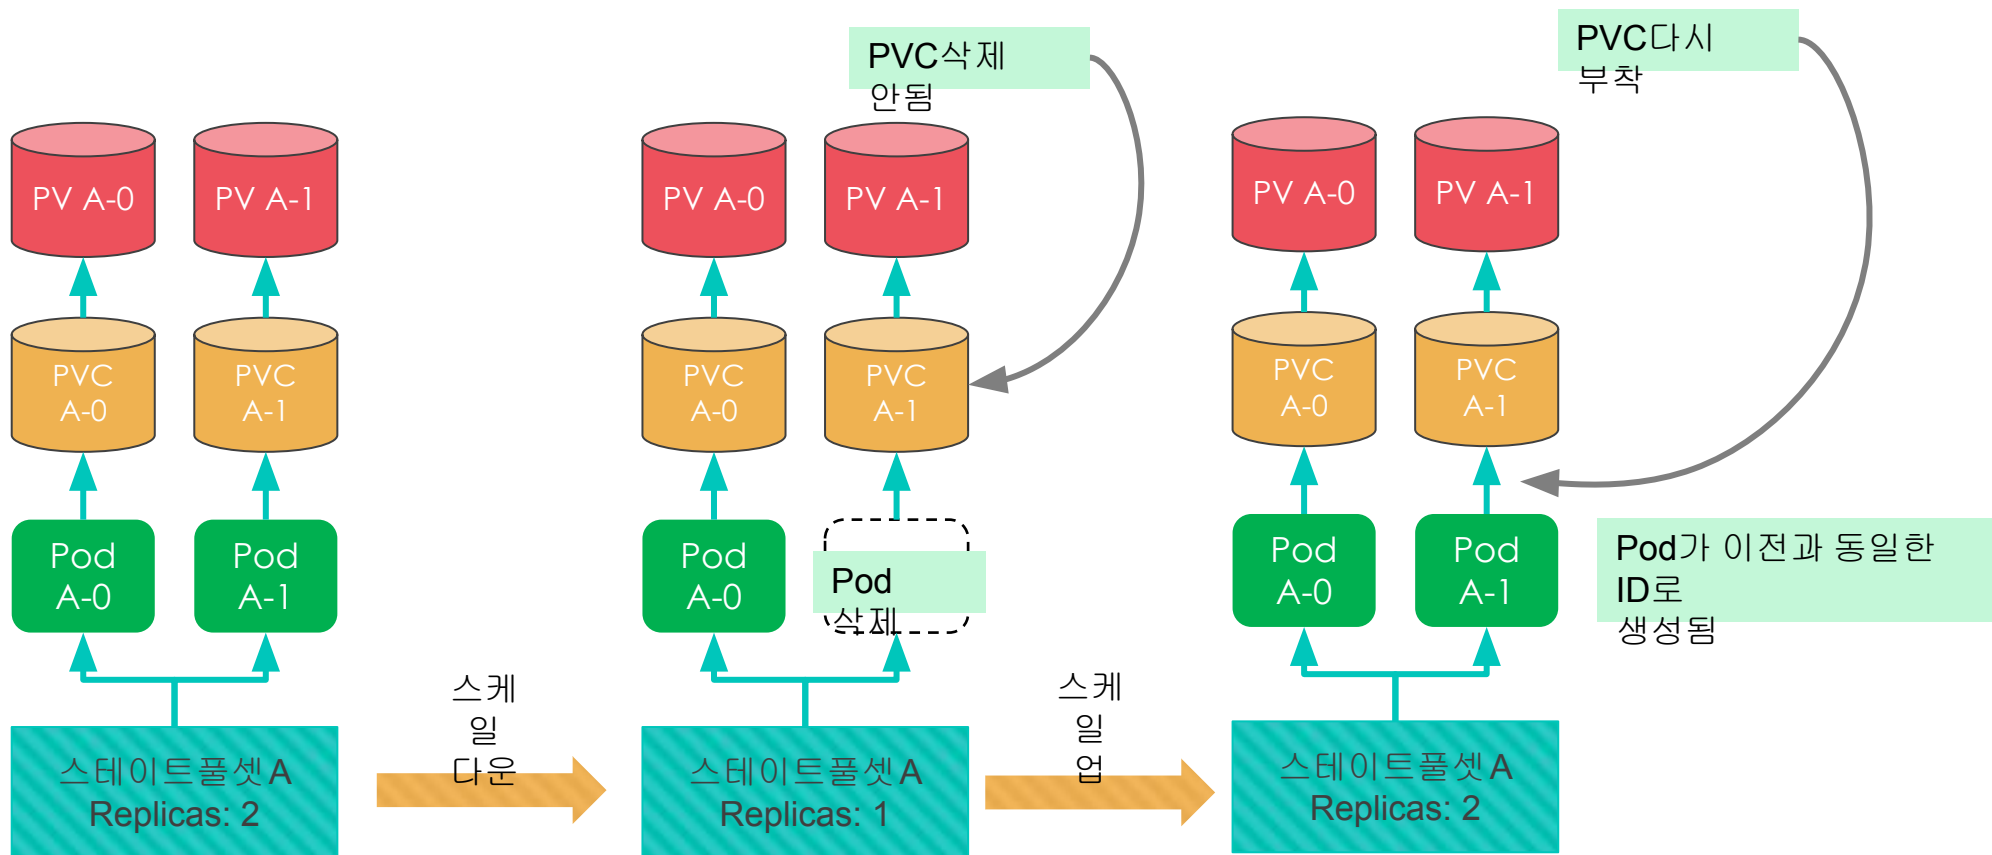 PVC삭제
안됨
PVC다시
부착
PV A-0
PV A-1
PV A-0
PV A-1
PV A-0
PV A-1
PVC
A-0
PVC
A-1
PVC
A-0
PVC
A-1
PVC
A-0
PVC
A-1
Pod
A-0
Pod
A-1
Pod
A-0
Pod
삭제
Pod
A-0
Pod
A-1
Pod가 이전과 동일한
ID로
생성됨
스케
일
다운
스케
일
업
스테이트풀셋A
Replicas: 2
스테이트풀셋A
Replicas: 1
스테이트풀셋A
Replicas: 2